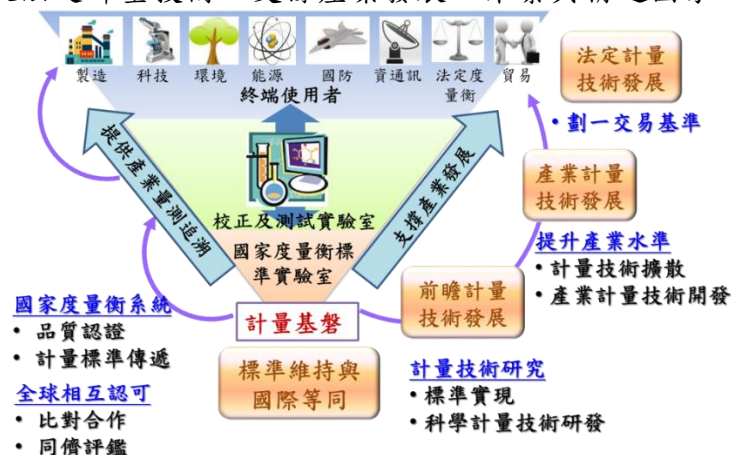 製造 科技 環境 能源 國防 資通訊 法定度量衡 貿易
終端使用者
提供產業量測追溯
支撐產業發展
校正及測試實驗室
國家度量衡標
準實驗室
計量基磐
標準維持與
國際等同
前瞻計量
技術發展
產業計量
技術發展
法定計量
技術發展
• 劃一交易基準
提升產業水準
• 計量技術擴散
• 產業計量技術開發
國家度量衡系統
• 品質認證
• 計量標準傳遞
全球相互認可
• 比對合作
• 同儕評鑑
計量技術研究
• 標準實現
• 科學計量技術研發